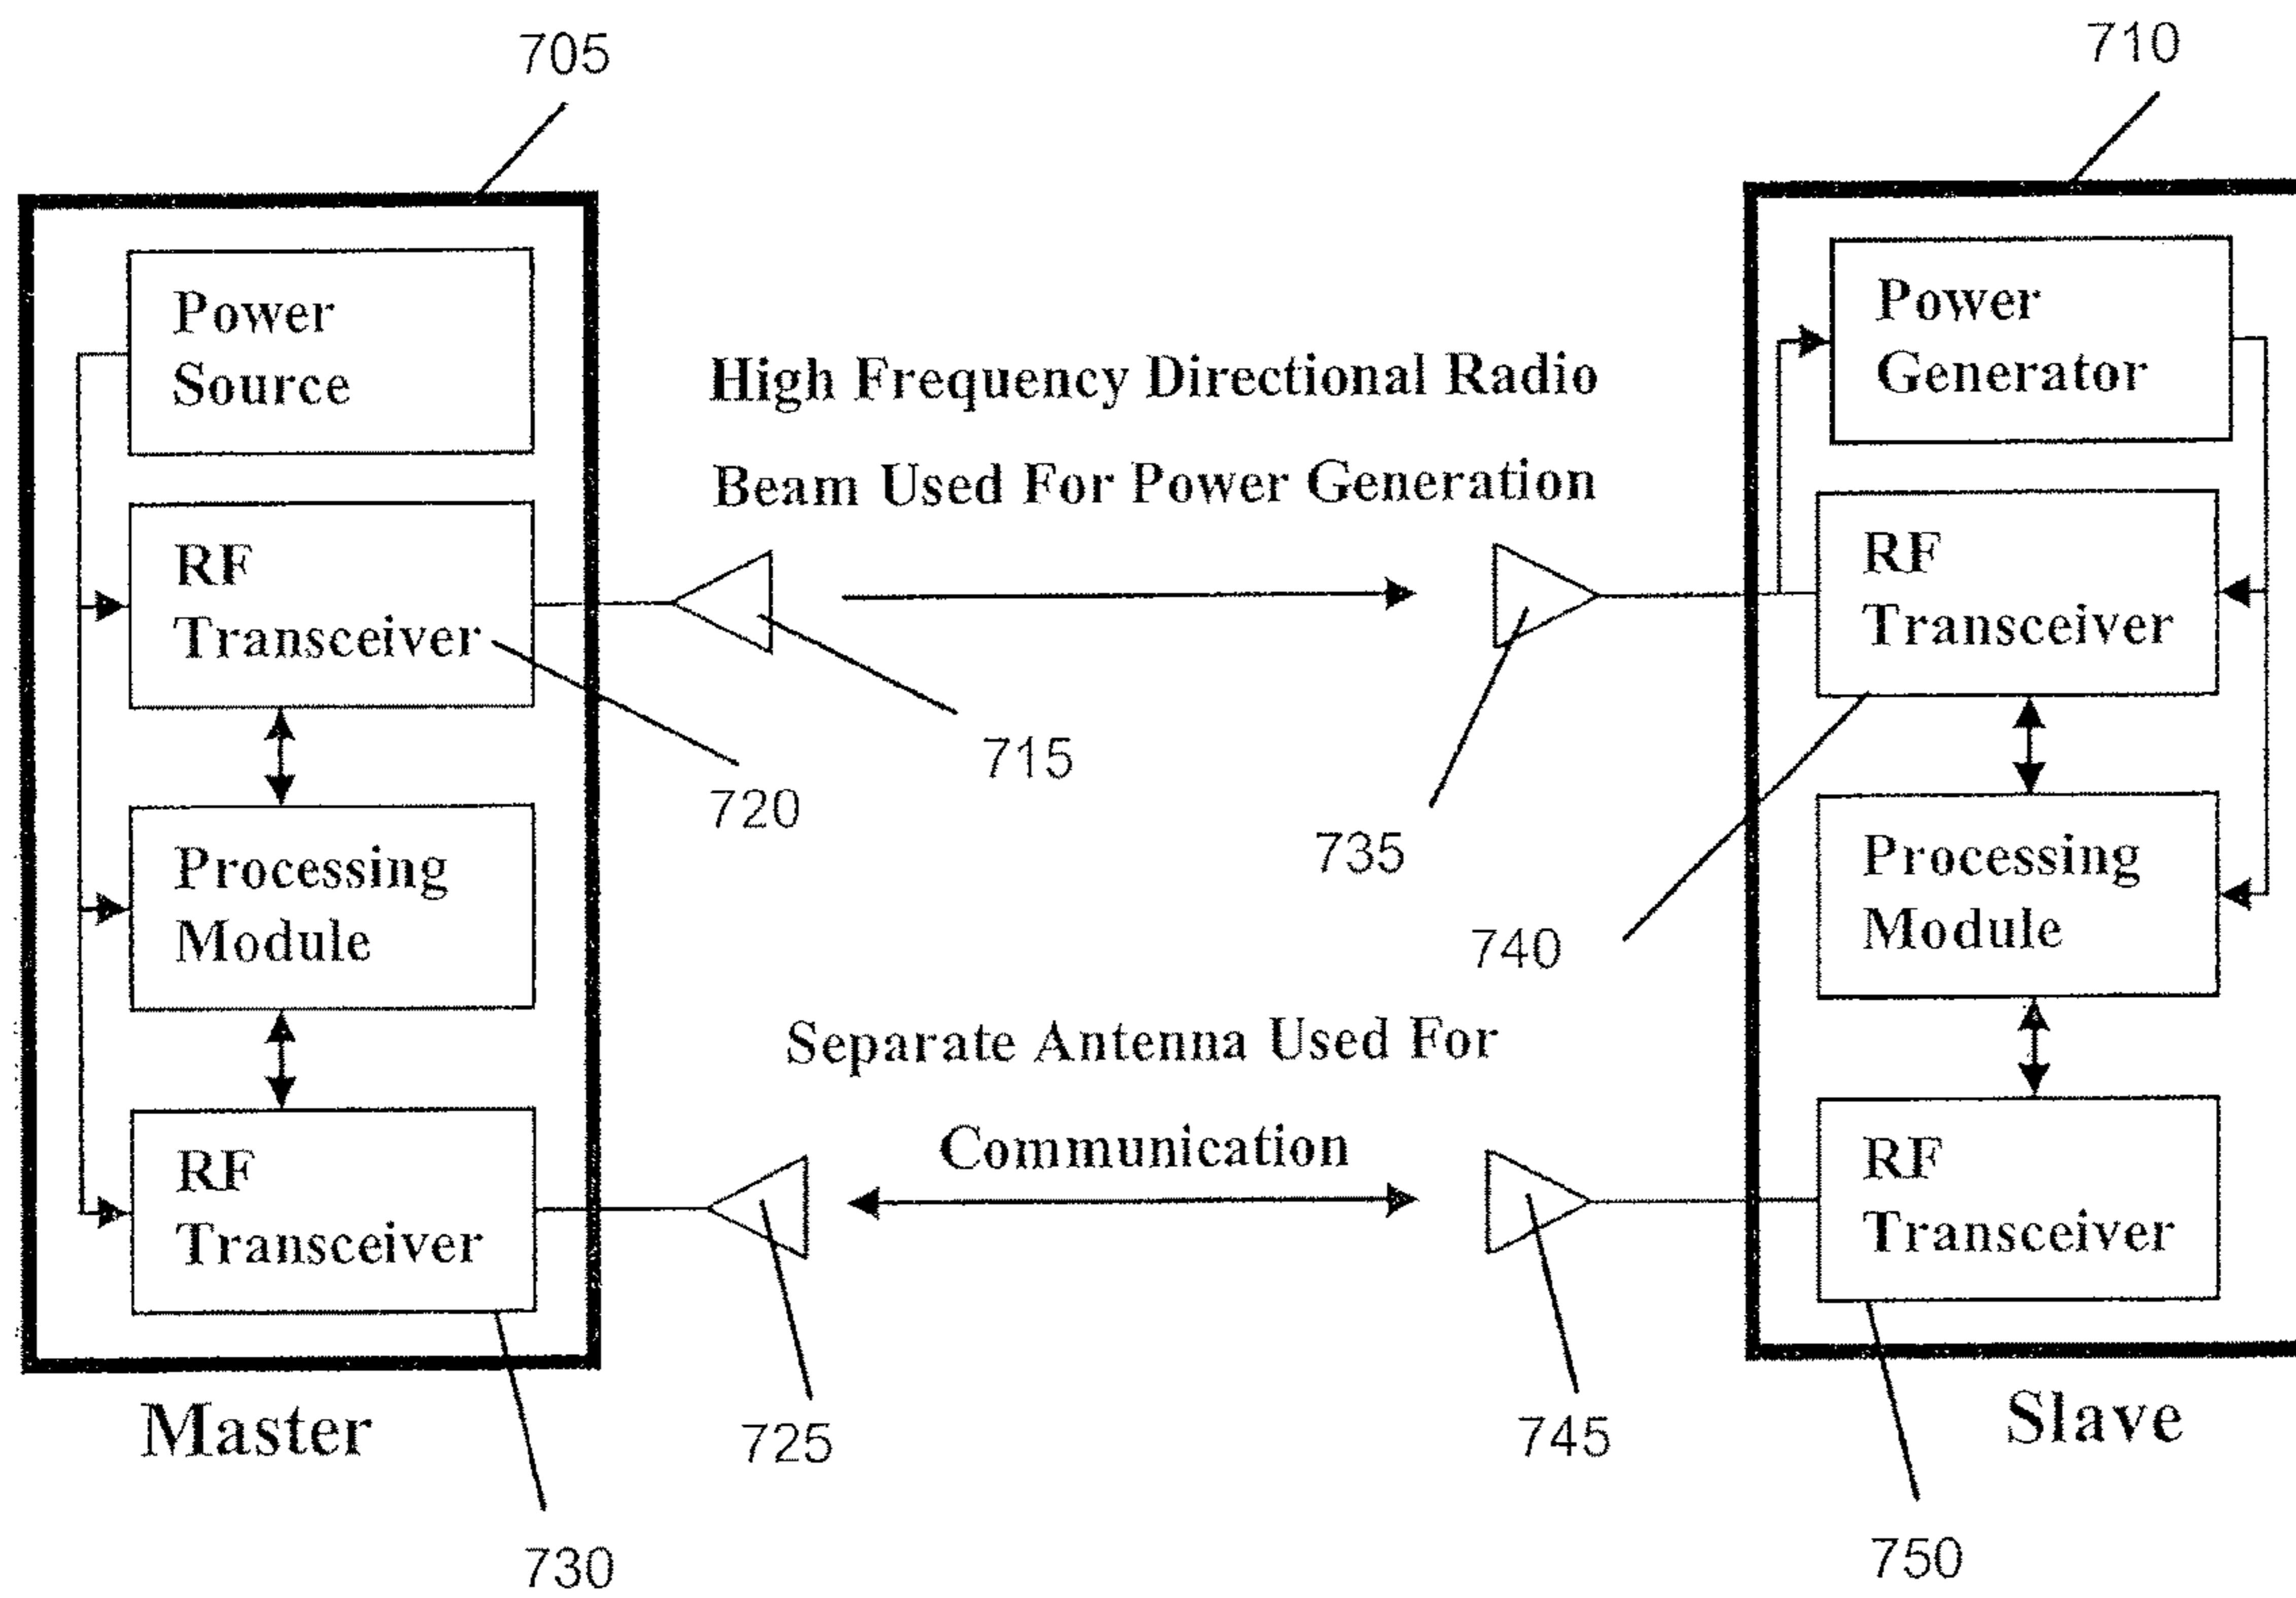 705
710
Power
Source
RF
Transceiver
Processing
Module
RF
Transceiver
Master
High Frequency Directional Radio
Beam Used For Power Generation
715
720
735
740
Separate Antenna Used For
Communication
725
745
730
Power
Generator
RF
Transceiver
Processing
Module
RF
Transceiver
Slave
750